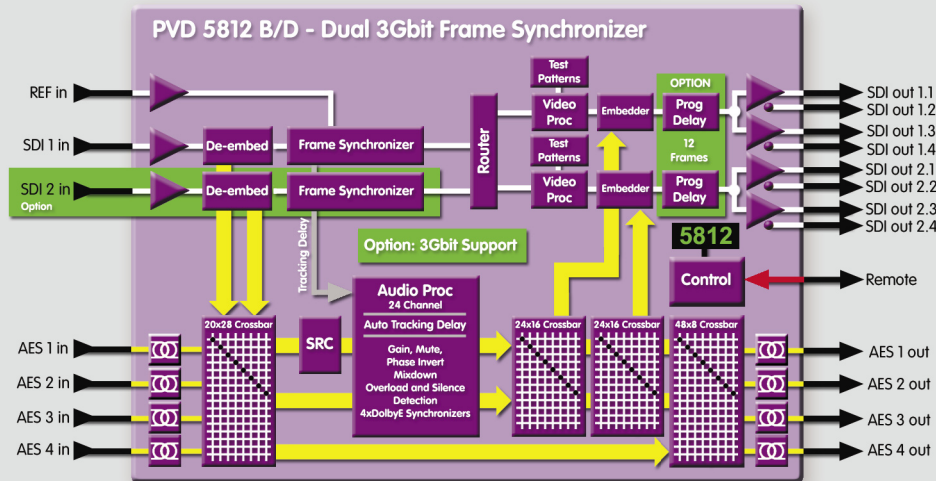 PVD 5812 B/D - Dual 3Gbit Frame Synchronizer
REF in
SDI 1 in
SDI 2 in
Option
De-embed
Frame Synchronizer
De-embed
Frame Synchronizer
Router
Test
Patterns
Video
Proc
Embedder
OPTION
Prog
Delay
Test
Patterns
12
Frames
Video
Proc
Embedder
Prog
Delay
SDI out 1.1
SDI out 1.2
SDI out 1.3
SDI out 1.4
SDI out 2.1
SDI out 2.2
SDI out 2.3
SDI out 2.4
Tracking Delay
Option: 3Gbit Support
5812
Control
Remote
Audio Proc
24 Channel
Auto Tracking Delay
Gain, Mute,
Phase Invert
Mixdown
Overload and Silence
Detection
4xDolbyE Synchronizers
20x28 Crossbar
SRC
24x16 Crossbar
24x16 Crossbar
48x8 Crossbar
AES 1 in
AES 2 in
AES 3 in
AES 4 in
AES 1 out
AES 2 out
AES 3 out
AES 4 out